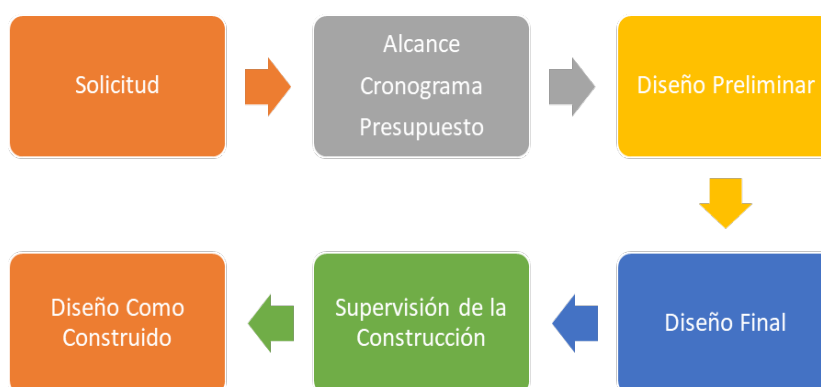 Solicitud
Alcance
Cronograma
Presupuesto
Diseño Preliminar
Diseño Final
Supervisión de la
Construcción
Diseño Como
Construido